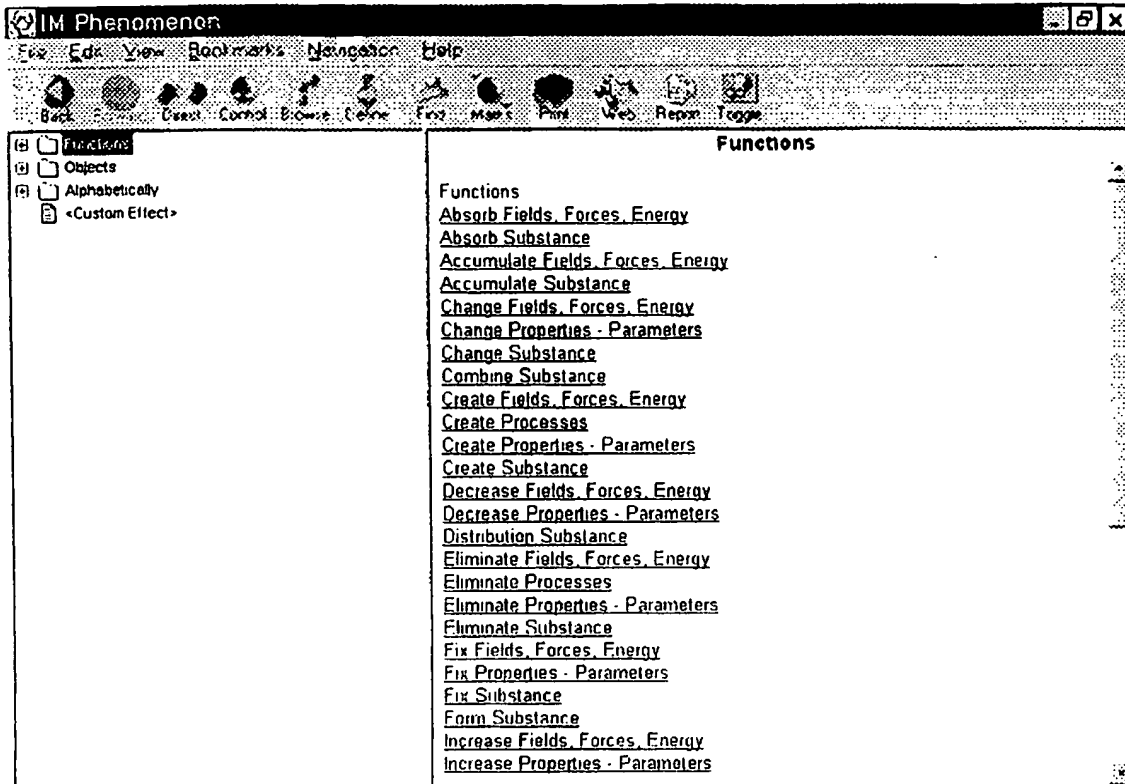 IM Phenomenon
File Edit View Bookmarks Navigation Help
Back Direct Control Browse Define Find Print Web Report Toggle
Functions
Objects
Alphabetically
<Custom Effect>
Functions
Functions
Absorb Fields, Forces, Energy
Absorb Substance
Accumulate Fields, Forces, Energy
Accumulate Substance
Change Fields, Forces, Energy
Change Properties - Parameters
Change Substance
Combine Substance
Create Fields, Forces, Energy
Create Processes
Create Properties - Parameters
Create Substance
Decrease Fields, Forces, Energy
Decrease Properties - Parameters
Distribution Substance
Eliminate Fields, Forces, Energy
Eliminate Processes
Eliminate Properties - Parameters
Eliminate Substance
Fix Fields, Forces, Energy
Fix Properties - Parameters
Fix Substance
Form Substance
Increase Fields, Forces, Energy
Increase Properties - Parameters